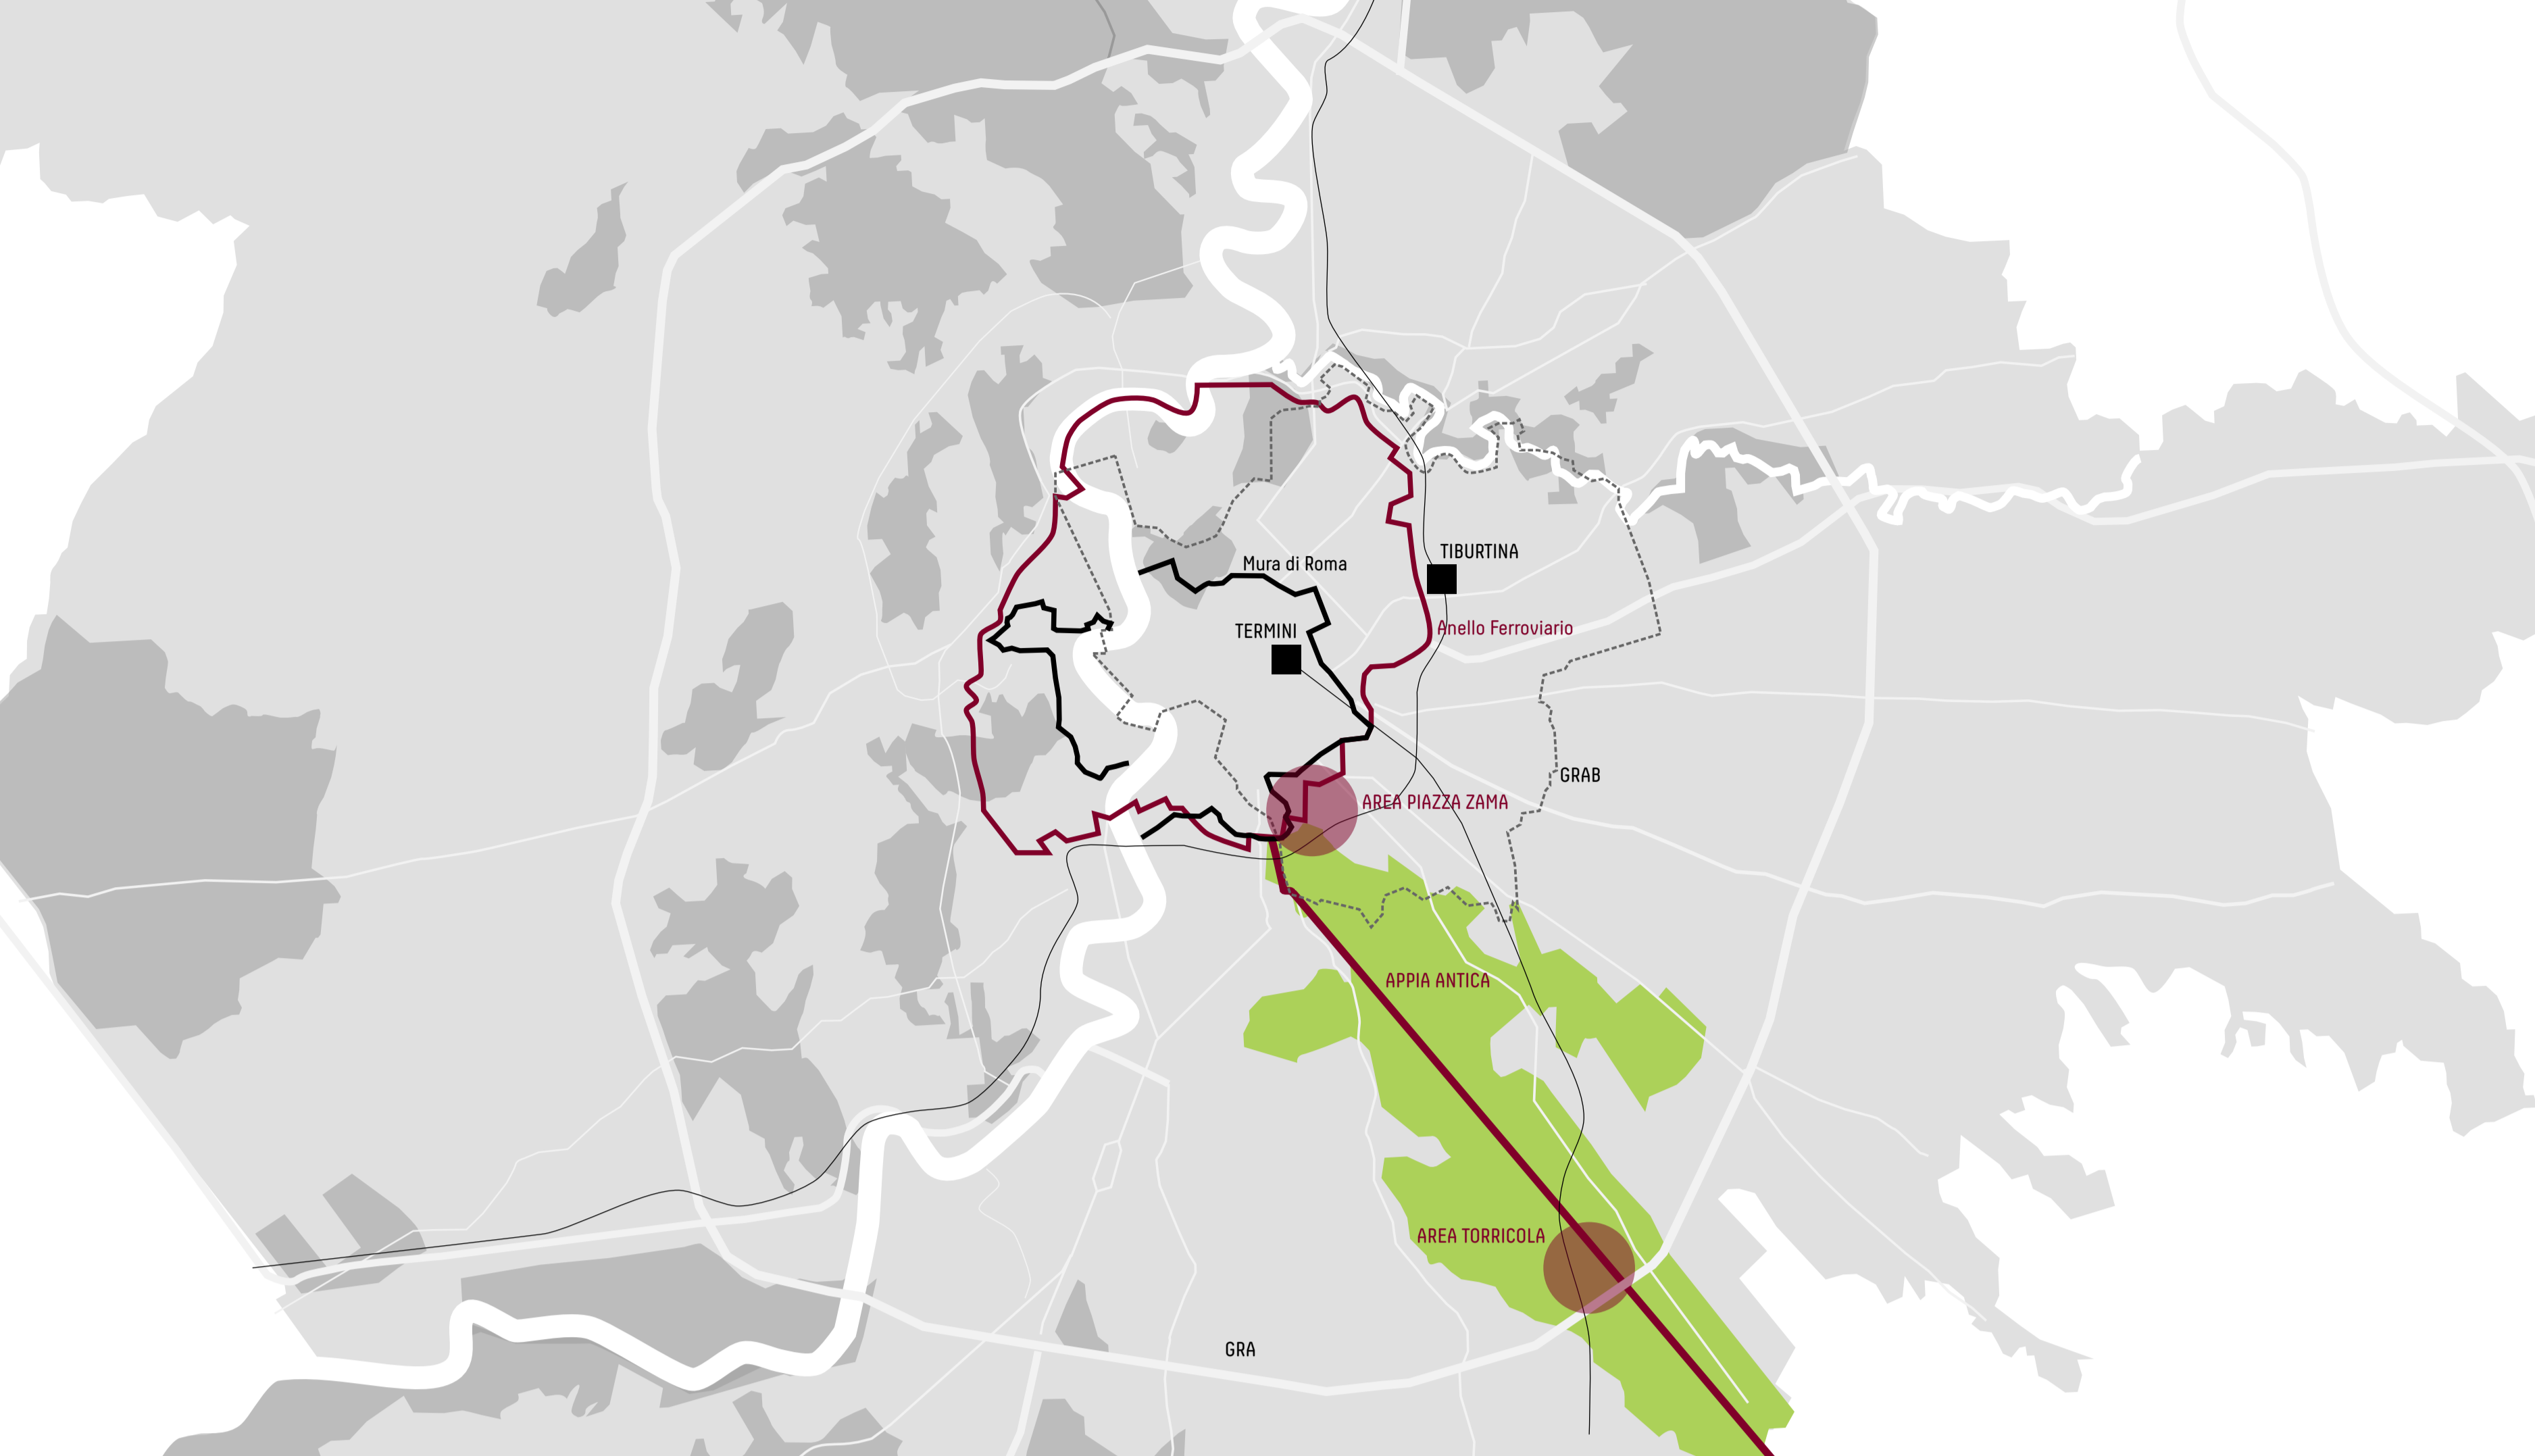 TIBURTINA
Mura di Roma
TERMINI
Anello Ferroviario
GRAB
AREA PIAZZA ZAMA
APPIA ANTICA
AREA TORRICOLA
GRA